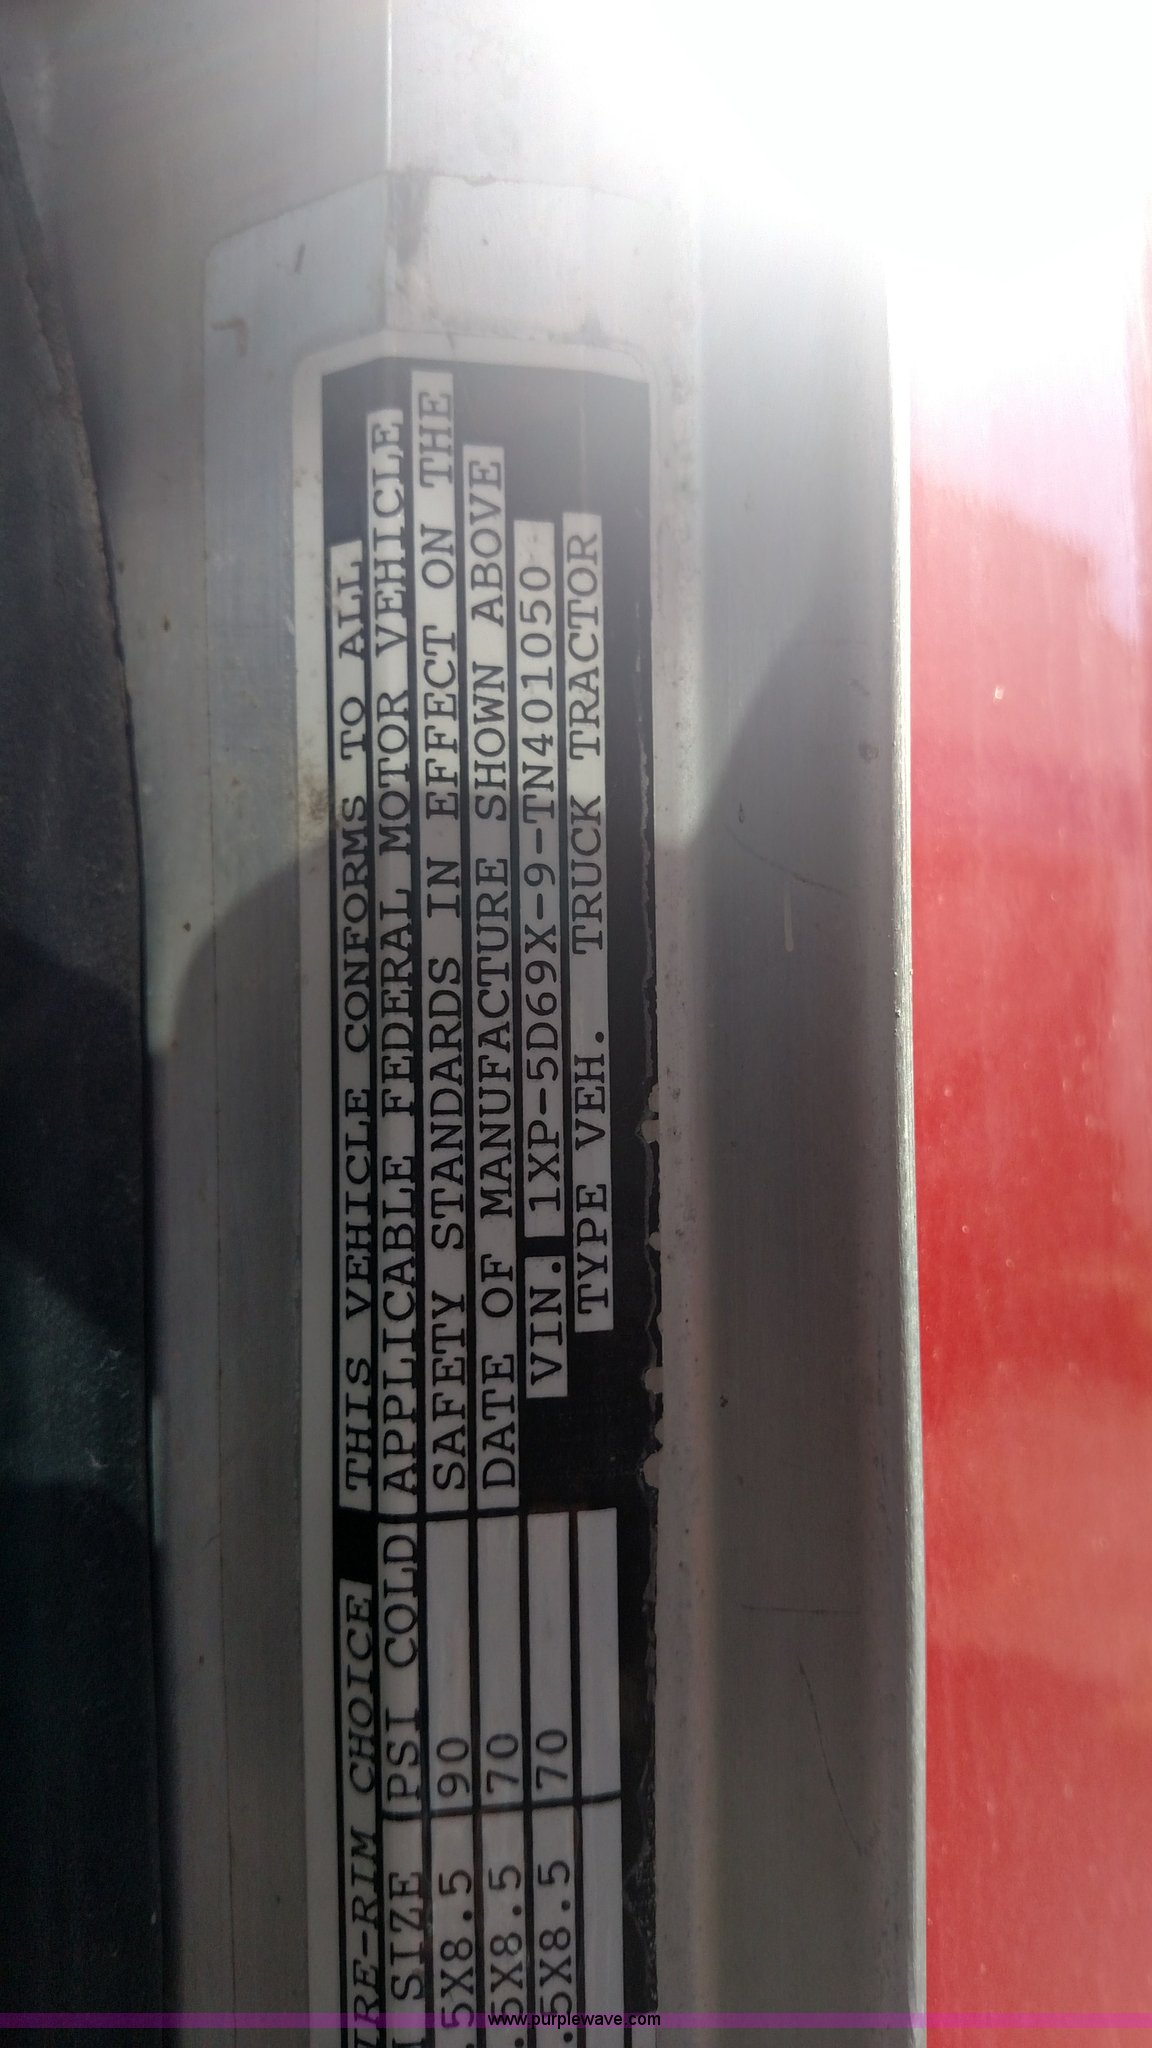 TIRE-RIM CHOICE
SIZE PSI COLD
5X8.5 90
.5X8.5 70
.5X8.5 70
THIS VEHICLE CONFORMS TO ALL
APPLICABLE FEDERAL MOTOR VEHICLE
SAFETY STANDARDS IN EFFECT ON THE
DATE OF MANUFACTURE SHOWN ABOVE
VIN. 1XP-5D69X-9-TN401050
TYPE VEH. TRUCK TRACTOR
www.purplewave.com